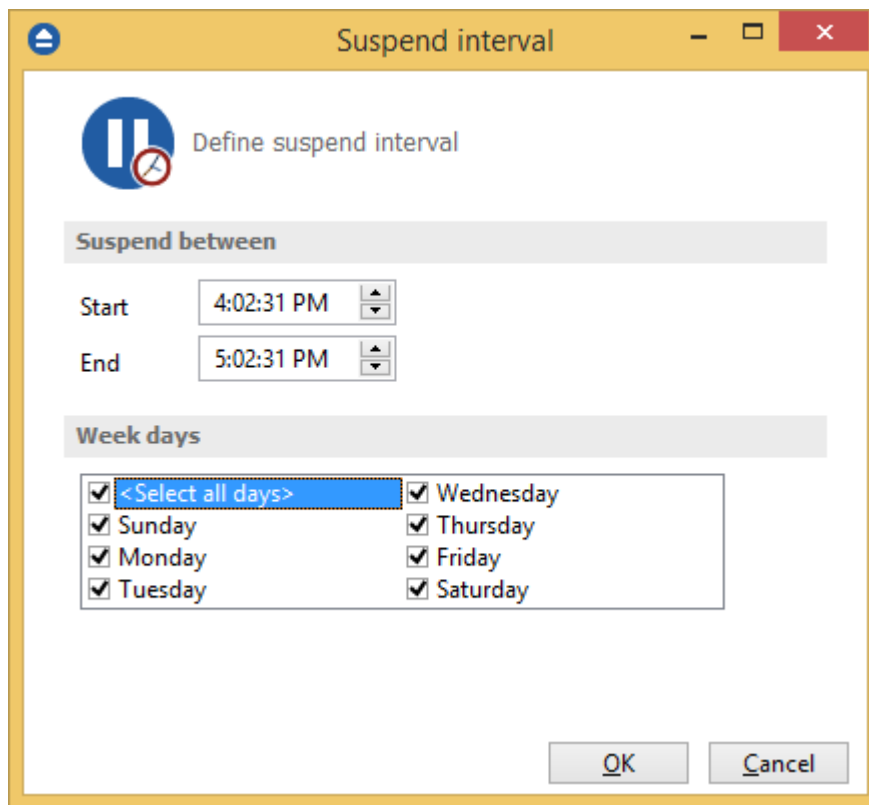 Suspend interval
Define suspend interval
Suspend between
Start 4:02:31 PM
End 5:02:31 PM
Week days
<Select all days> Wednesday
Sunday Thursday
Monday Friday
Tuesday Saturday
OK Cancel